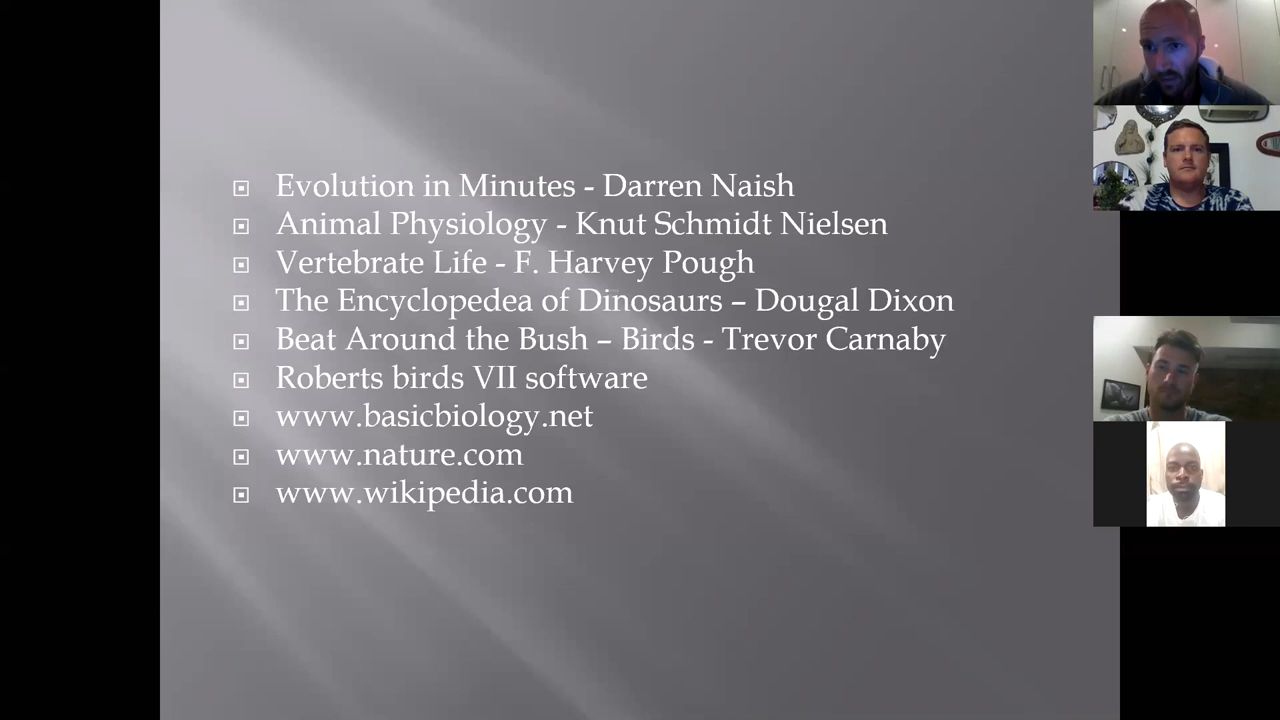 Evolution in Minutes - Darren Naish
Animal Physiology - Knut Schmidt Nielsen
Vertebrate Life - F. Harvey Pough
The Encyclopedea of Dinosaurs – Dougal Dixon
Beat Around the Bush – Birds - Trevor Carnaby
Roberts birds VII software
www.basicbiology.net
www.nature.com
www.wikipedia.com